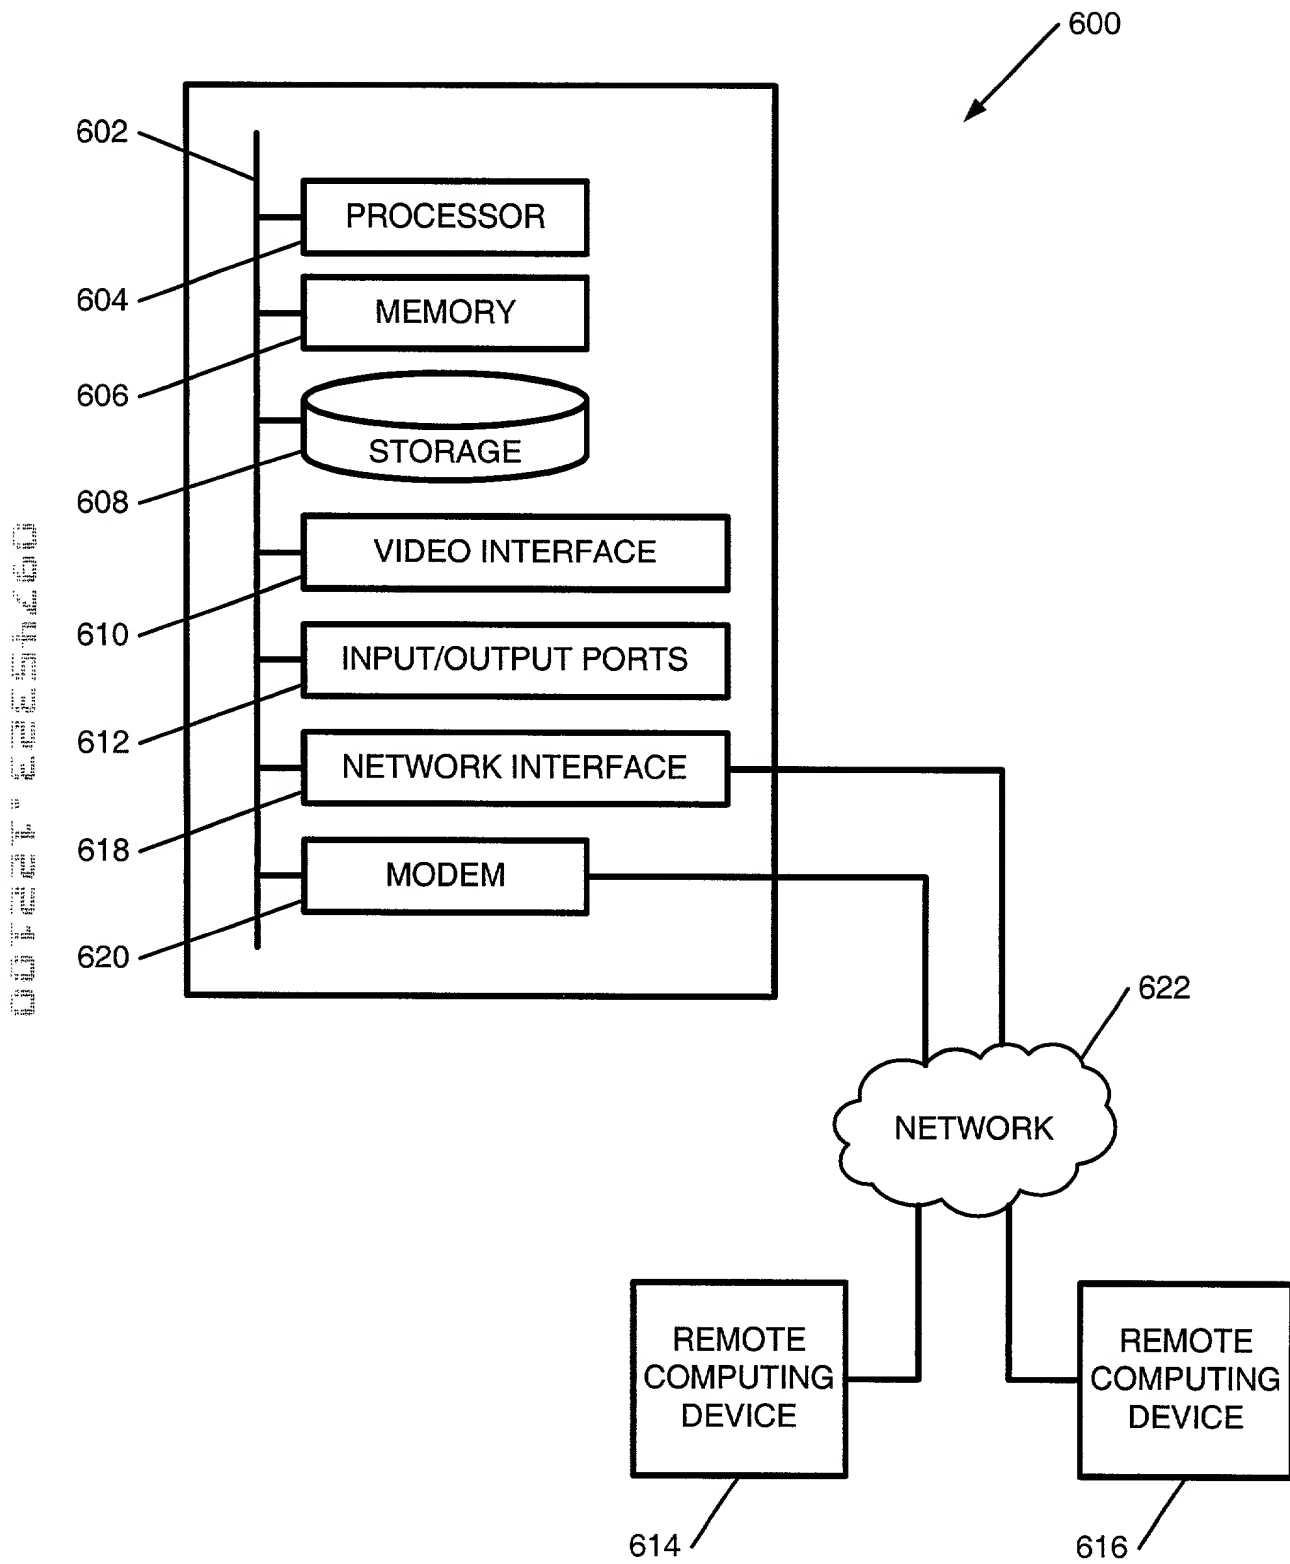 600
602
PROCESSOR
604
MEMORY
606
STORAGE
608
VIDEO INTERFACE
610
INPUT/OUTPUT PORTS
612
NETWORK INTERFACE
618
MODEM
620
622
NETWORK
REMOTE
COMPUTING
DEVICE
REMOTE
COMPUTING
DEVICE
614
616